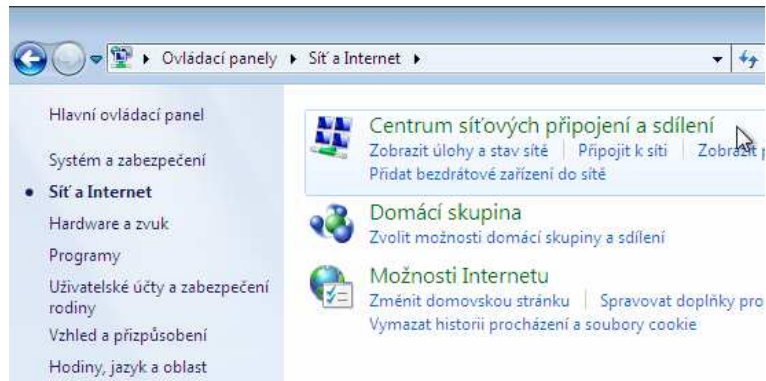 Ovládací panely Síť a Internet
Hlavní ovládací panel
Systém a zabezpečení
Síť a Internet
Hardware a zvuk
Programy
Uživatelské účty a zabezpečení
rodiny
Vzhled a přizpůsobení
Hodiny, jazyk a oblast
Centrum síťových připojení a sdílení
Zobrazit úlohy a stav sítě Připojit k síti Zobrazit
Přidat bezdrátové zařízení do sítě
Domácí skupina
Zvolit možnosti domácí skupiny a sdílení
Možnosti Internetu
Změnit domovskou stránku Spravovat doplňky pro
Vymazat historii procházení a soubory cookie